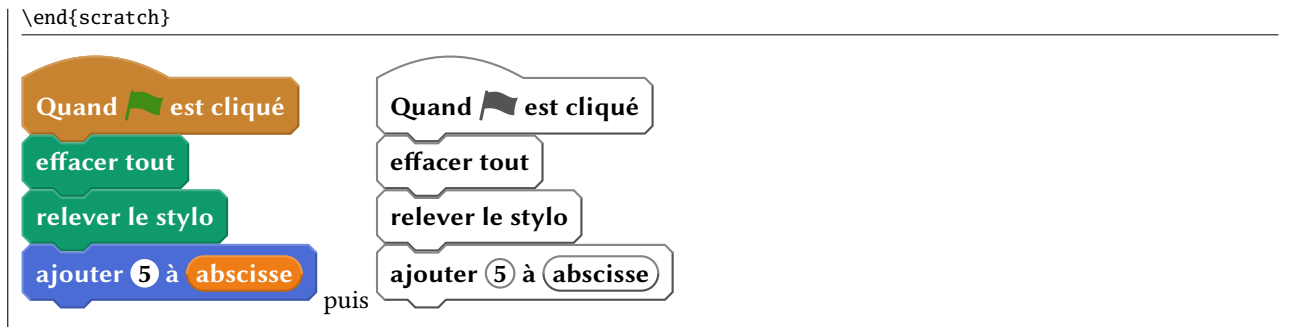 \end{scratch}
Quand est cliqué
effacer tout
relever le stylo
ajouter 5 à abscisse
puis
Quand est cliqué
effacer tout
relever le stylo
ajouter 5 à abscisse